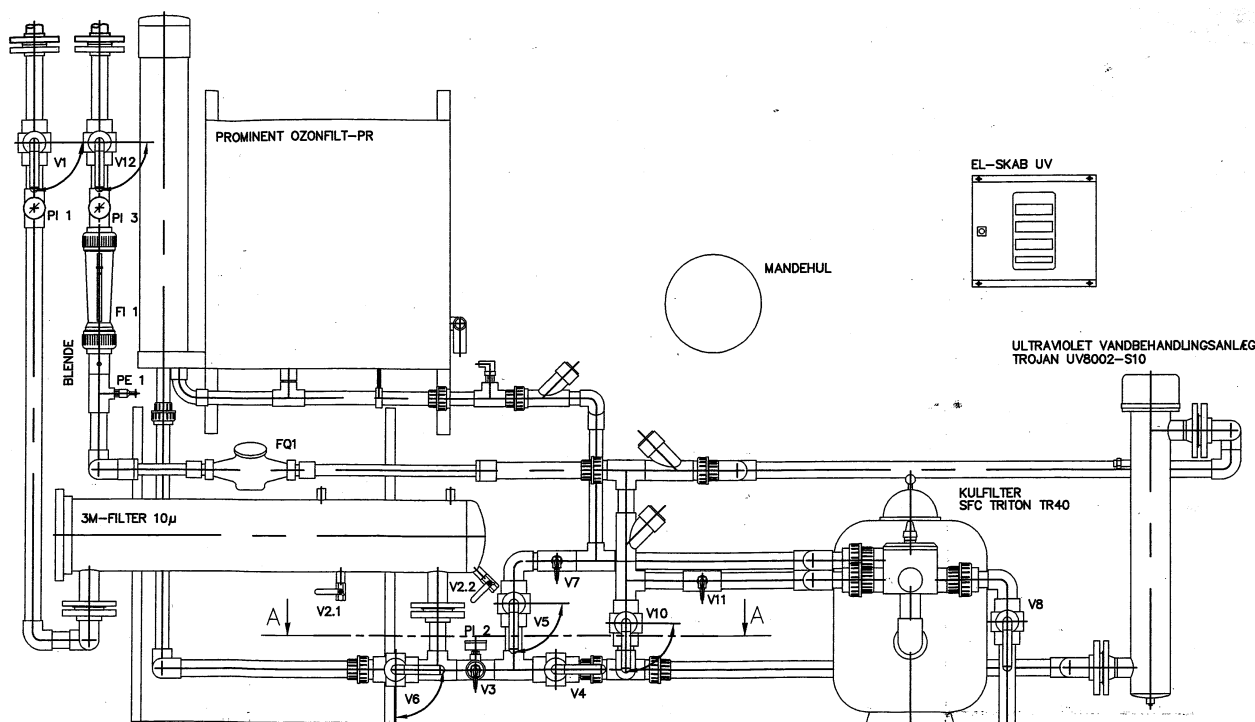 PROMINENT OZONFILT-PR
V1
V12
EL-SKAB UV
PI 1
PI 3
MANDEHUL
FI 1
BLENDE
ULTRAVIOLET VANDBEHANDLINGSANLÆG
TROJAN UV8002-S10
PE 1
FQ1
KULFILTER
SFC TRITON TR40
3M-FILTER 10µ
V7
V2.2
V2.1
V11
A
A
V5
V10
V8
PI 2
V6
V3
V4